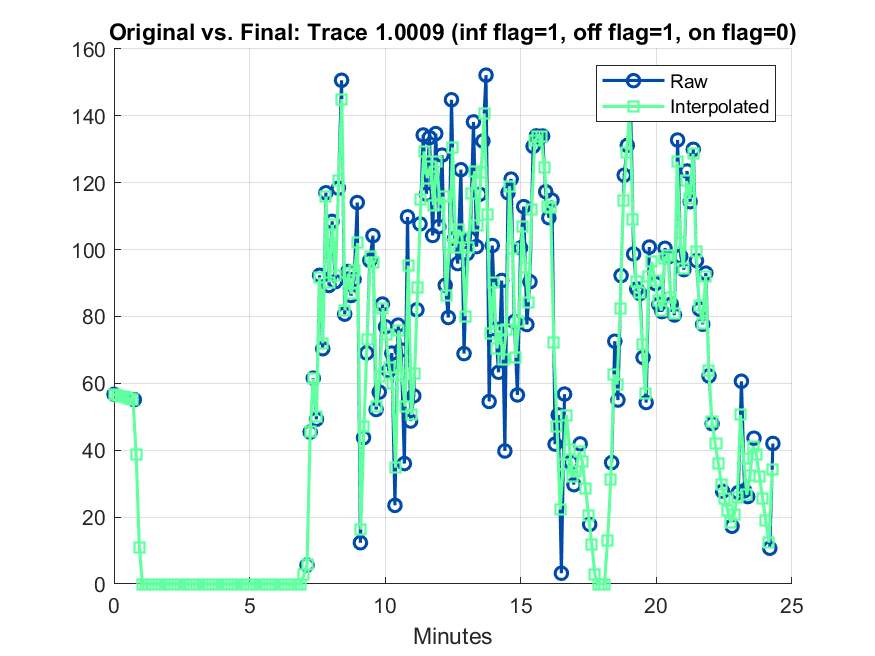 Original vs. Final: Trace 1.0009 (inf flag=1, off flag=1, on flag=0)
160
Raw
Interpolated
140
120
100
80
60
40
20
0
0 5 10 15 20 25
Minutes